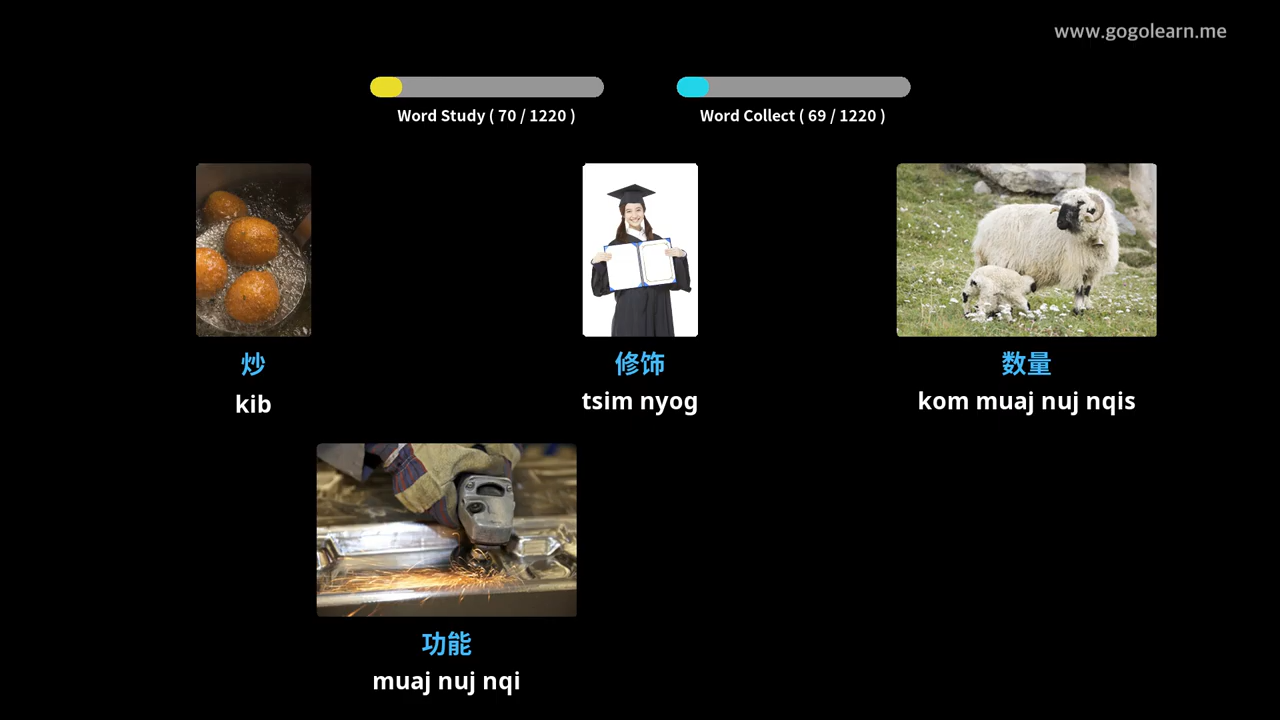 www.gogolearn.me
Word Study ( 70 / 1220 )
Word Collect ( 69 / 1220 )
炒
kib
修饰
tsim nyog
数量
kom muaj nuj nqis
功能
muaj nuj nqi